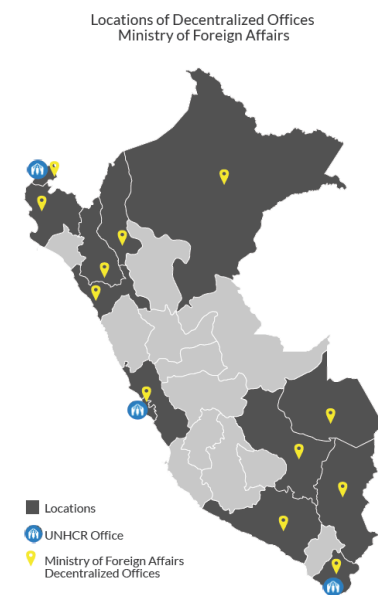 Locations of Decentralized Offices
Ministry of Foreign Affairs
Locations
UNHCR Office
Ministry of Foreign Affairs
Decentralized Offices